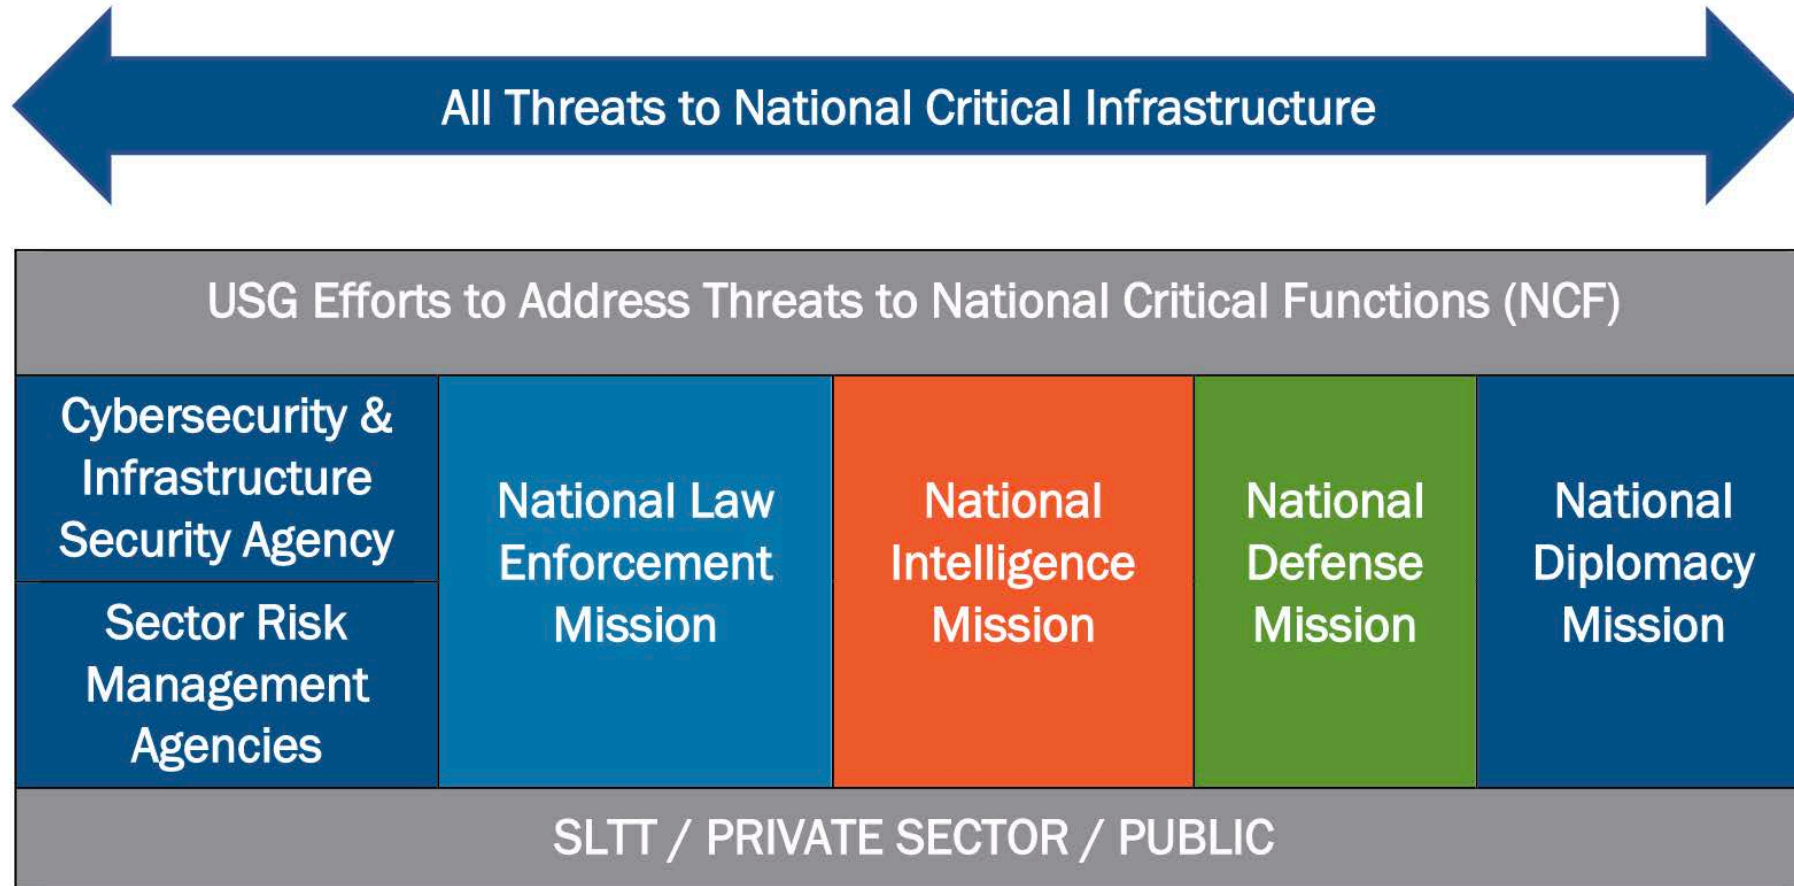 All Threats to National Critical Infrastructure
USG Efforts to Address Threats to National Critical Functions (NCF)
Cybersecurity &
Infrastructure
Security Agency
Sector Risk
Management
Agencies
National Law
Enforcement
Mission
National
Intelligence
Mission
National
Defense
Mission
National
Diplomacy
Mission
SLTT / PRIVATE SECTOR / PUBLIC